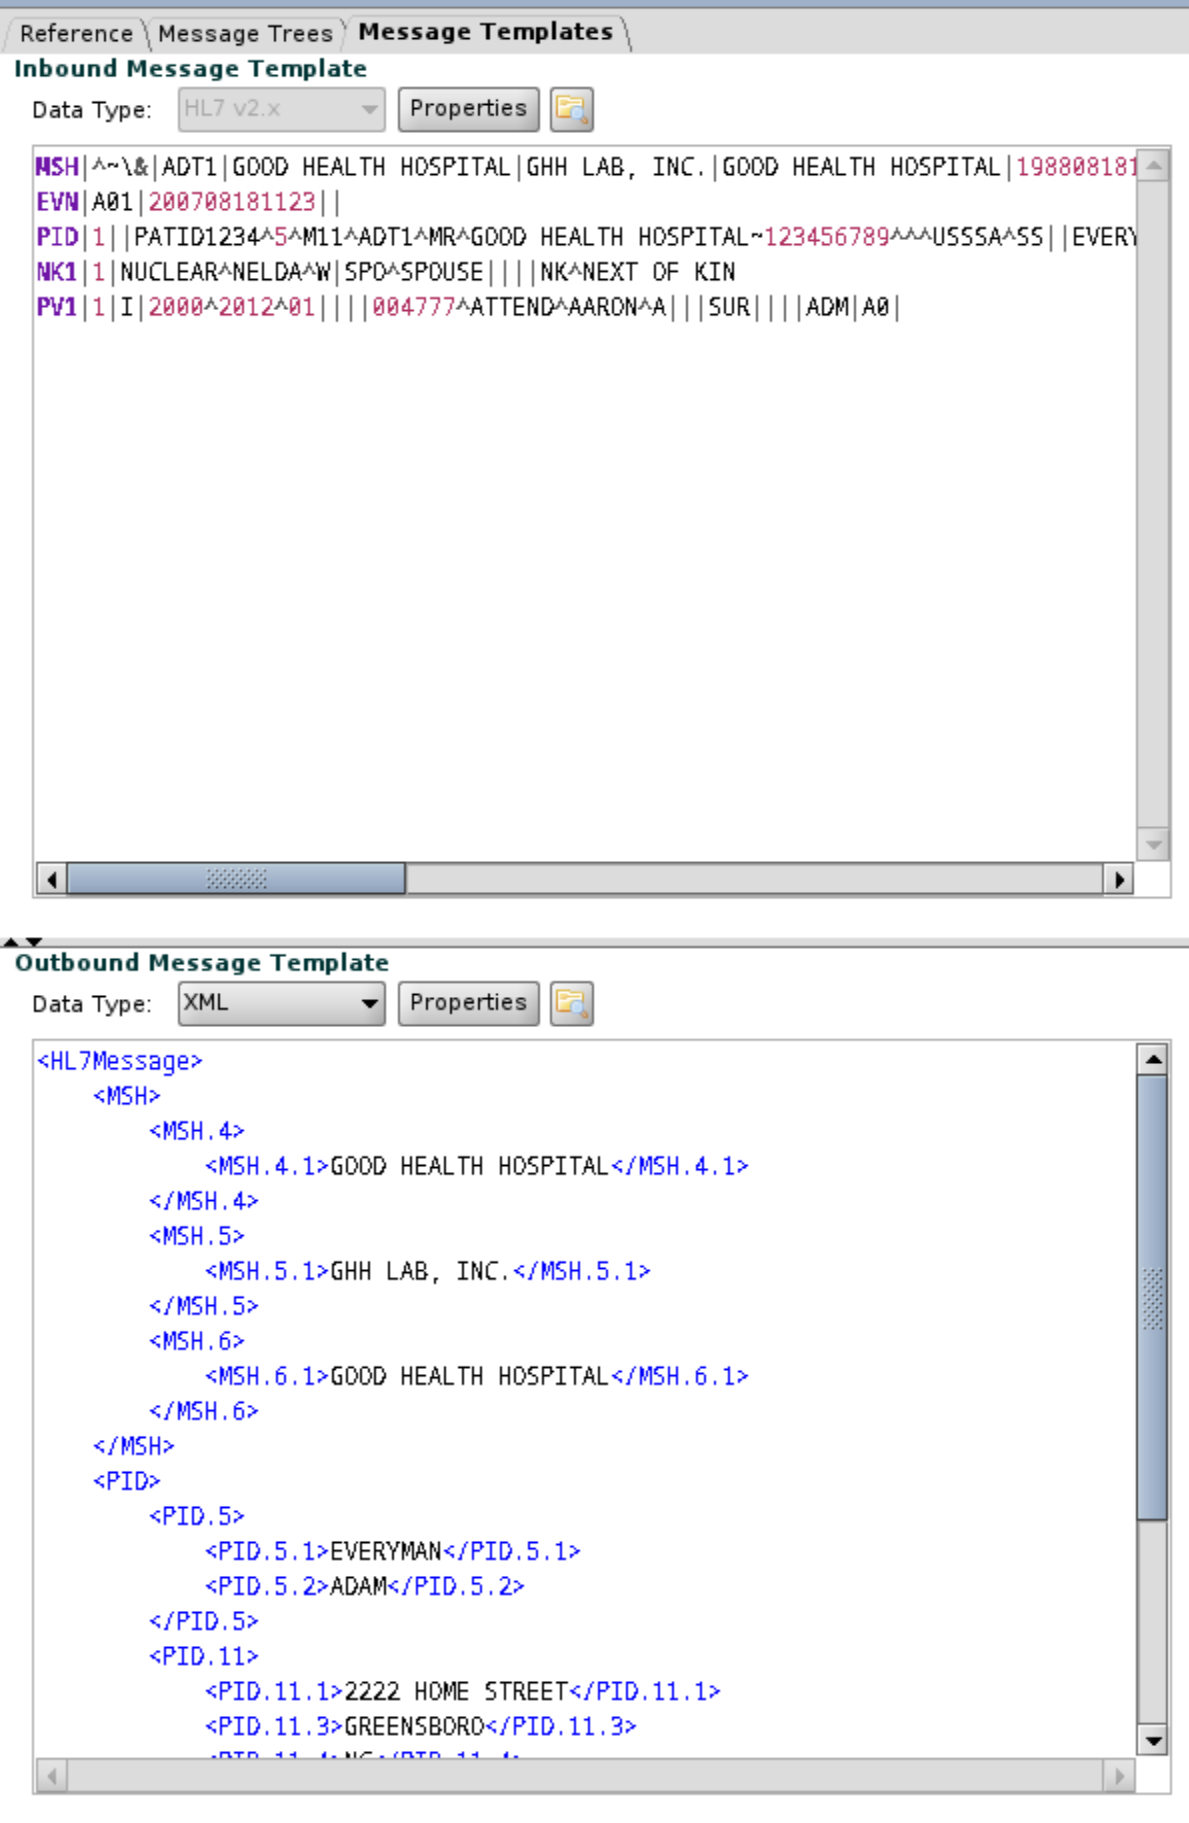 Reference Message Trees Message Templates
Inbound Message Template
Data Type: HL7 v2.x Properties
MSH|^~\&|ADT1|GOOD HEALTH HOSPITAL|GHH LAB, INC.|GOOD HEALTH HOSPITAL|198808181
EVN|A01|200708181123||
PID|1||PATID1234^5^M11^ADT1^MR^GOOD HEALTH HOSPITAL~123456789^^^USSSA^SS||EVERY
NK1|1|NUCLEAR^NELDA^W|SPO^SPOUSE||||NK^NEXT OF KIN
PV1|1|I|2000^2012^01||||004777^ATTEND^AARON^A|||SUR||||ADM|A0|
Outbound Message Template
Data Type: XML Properties
<HL7Message>
<MSH>
<MSH.4>
<MSH.4.1>GOOD HEALTH HOSPITAL</MSH.4.1>
</MSH.4>
<MSH.5>
<MSH.5.1>GHH LAB, INC.</MSH.5.1>
</MSH.5>
<MSH.6>
<MSH.6.1>GOOD HEALTH HOSPITAL</MSH.6.1>
</MSH.6>
</MSH>
<PID>
<PID.5>
<PID.5.1>EVERYMAN</PID.5.1>
<PID.5.2>ADAM</PID.5.2>
</PID.5>
<PID.11>
<PID.11.1>2222 HOME STREET</PID.11.1>
<PID.11.3>GREENSBORO</PID.11.3>